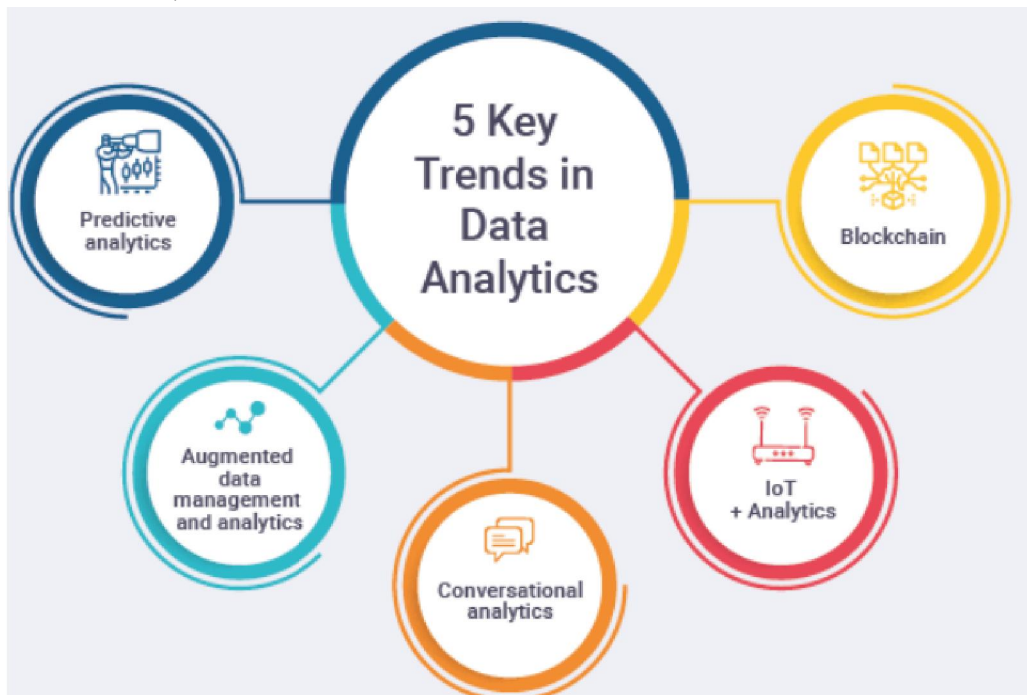 5 Key
Trends in
Data
Analytics
Predictive
analytics
Blockchain
Augmented
data
management
and analytics
IoT
+ Analytics
Conversational
analytics